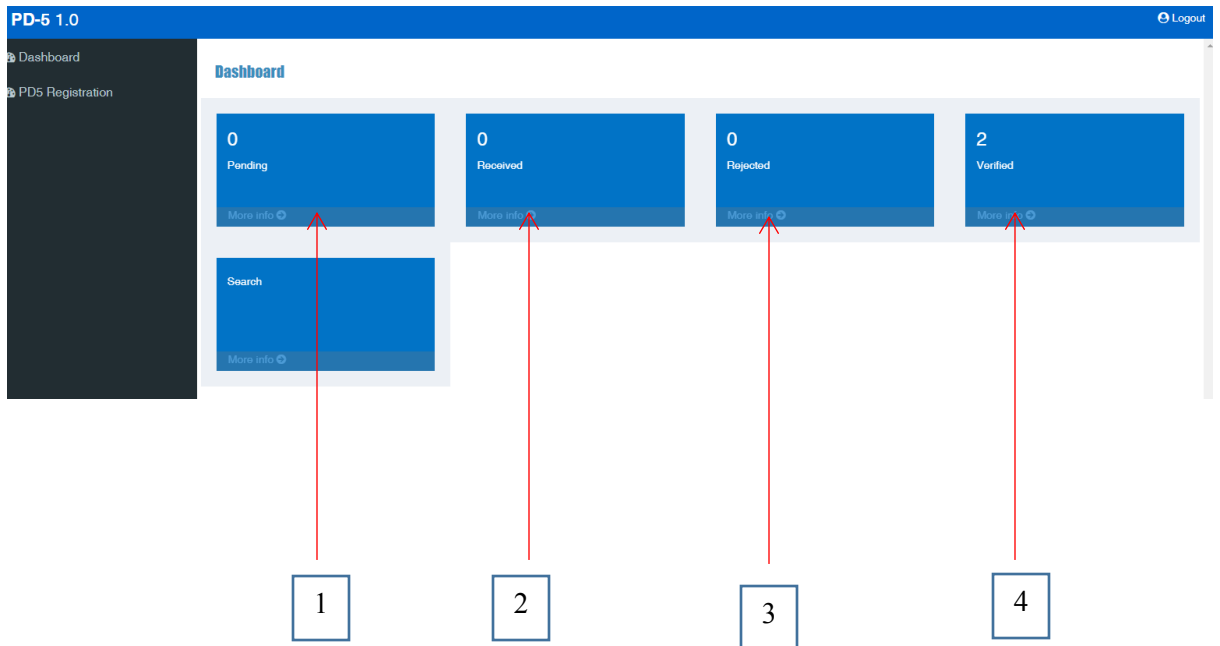 PD-5 1.0
Logout
Dashboard
PD5 Registration
Dashboard
0
Pending
More info
0
Received
More info
0
Rejected
More info
2
Verified
More info
Search
More info
1
2
3
4